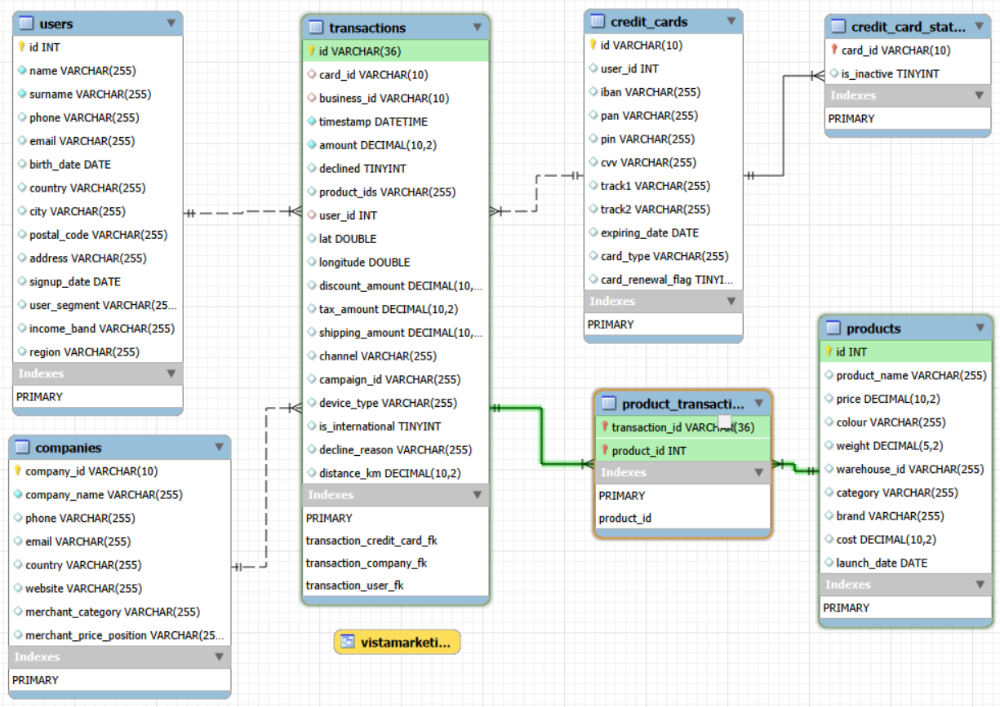 users
id INT
name VARCHAR(255)
surname VARCHAR(255)
phone VARCHAR(255)
email VARCHAR(255)
birth_date DATE
country VARCHAR(255)
city VARCHAR(255)
postal_code VARCHAR(255)
address VARCHAR(255)
signup_date DATE
user_segment VARCHAR(25...
income_band VARCHAR(255)
region VARCHAR(255)
Indexes
PRIMARY
companies
company_id VARCHAR(10)
company_name VARCHAR(255)
phone VARCHAR(255)
email VARCHAR(255)
country VARCHAR(255)
website VARCHAR(255)
merchant_category VARCHAR(255)
merchant_price_position VARCHAR(25...
Indexes
PRIMARY
transactions
id VARCHAR(36)
card_id VARCHAR(10)
business_id VARCHAR(10)
timestamp DATETIME
amount DECIMAL(10,2)
declined TINYINT
product_ids VARCHAR(255)
user_id INT
lat DOUBLE
longitude DOUBLE
discount_amount DECIMAL(10,...
tax_amount DECIMAL(10,2)
shipping_amount DECIMAL(10,...
channel VARCHAR(255)
campaign_id VARCHAR(255)
device_type VARCHAR(255)
is_international TINYINT
decline_reason VARCHAR(255)
distance_km DECIMAL(10,2)
Indexes
PRIMARY
transaction_credit_card_fk
transaction_company_fk
transaction_user_fk
vistamarketi...
credit_cards
id VARCHAR(10)
user_id INT
iban VARCHAR(255)
pan VARCHAR(255)
pin VARCHAR(255)
cvv VARCHAR(255)
track1 VARCHAR(255)
track2 VARCHAR(255)
expiring_date DATE
card_type VARCHAR(255)
card_renewal_flag TINYI...
Indexes
PRIMARY
product_transacti...
transaction_id VARCHAR(36)
product_id INT
Indexes
PRIMARY
product_id
credit_card_stat...
card_id VARCHAR(10)
is_inactive TINYINT
Indexes
PRIMARY
products
id INT
product_name VARCHAR(255)
price DECIMAL(10,2)
colour VARCHAR(255)
weight DECIMAL(5,2)
warehouse_id VARCHAR(255)
category VARCHAR(255)
brand VARCHAR(255)
cost DECIMAL(10,2)
launch_date DATE
Indexes
PRIMARY